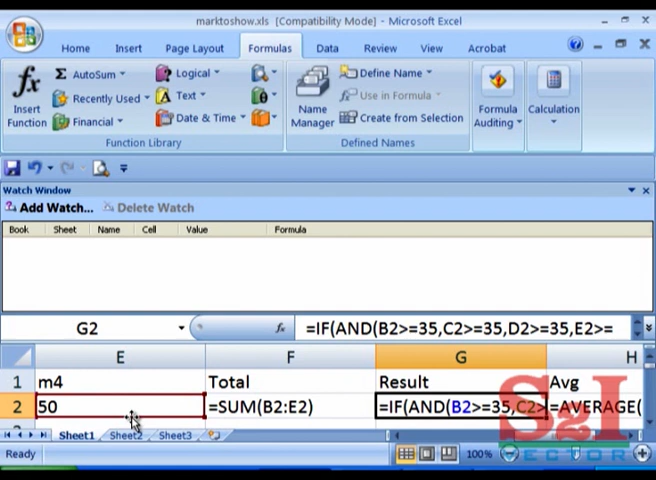 marktoshow.xls [Compatibility Mode] - Microsoft Excel
Home Insert Page Layout Formulas Data Review View Acrobat
Insert Function
Σ AutoSum
Recently Used
Financial
Logical
Text
Date & Time
Function Library
Name Manager
Define Name
Use in Formula
Create from Selection
Defined Names
Formula Auditing
Calculation
Watch Window
Add Watch... Delete Watch
Book Sheet Name Cell Value Formula
G2 fx =IF(AND(B2>=35,C2>=35,D2>=35,E2>=
E F G H
1 m4 Total Result Avg
2 50 =SUM(B2:E2) =IF(AND(B2>=35,C2> =AVERAGE(
Sheet1 Sheet2 Sheet3
Ready 100%
S2I
SECTOR